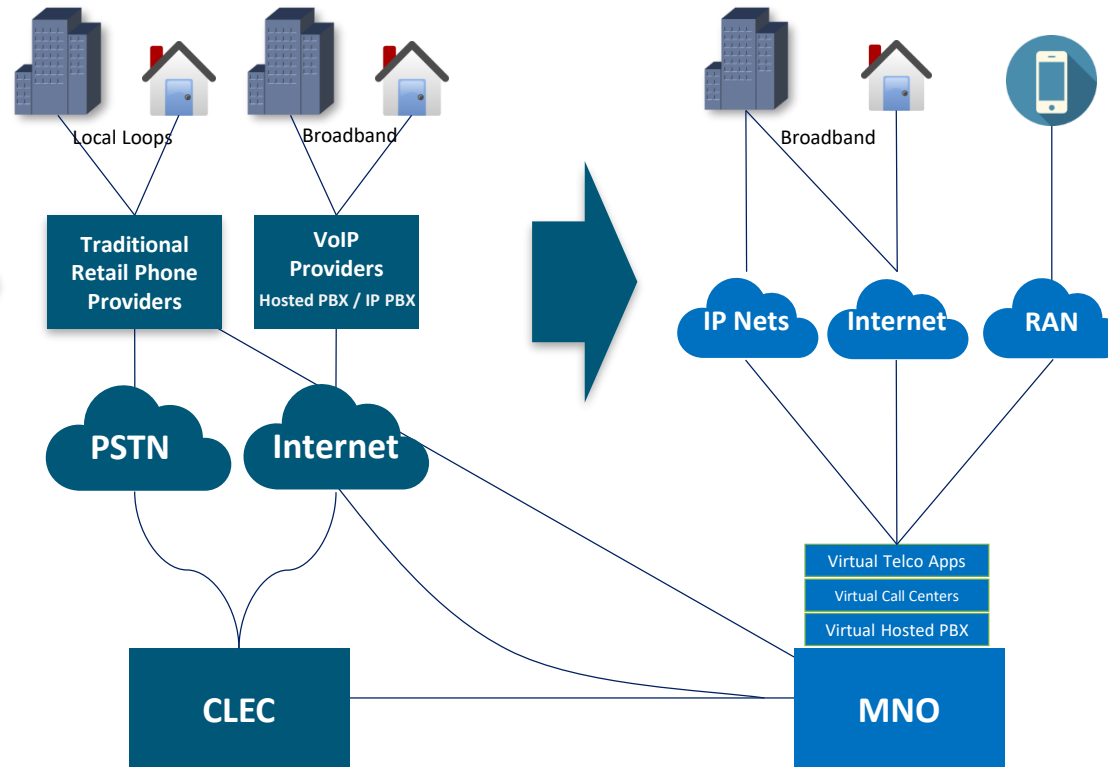 Local Loops
Broadband
Broadband
Traditional
Retail Phone
Providers
VoIP
Providers
Hosted PBX / IP PBX
IP Nets
Internet
RAN
PSTN
Internet
Virtual Telco Apps
Virtual Call Centers
Virtual Hosted PBX
CLEC
MNO